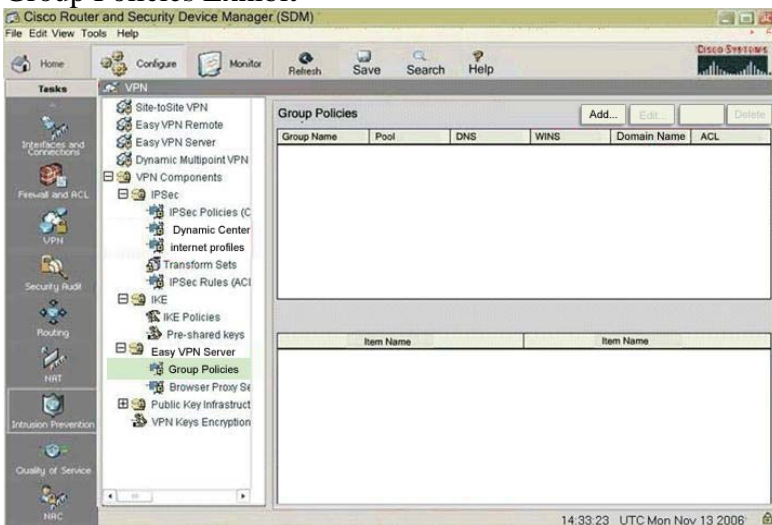 Group Policies Exhibit
Cisco Router and Security Device Manager (SDM)
File Edit View Tools Help
Home
Configure
Monitor
Refresh
Save
Search
Help
CISCO SYSTEMS
Tasks
VPN
Interfaces and Connections
Firewall and ACL
VPN
Security Audit
Routing
NAT
Intrusion Prevention
Quality of Service
NAC
Site-toSite VPN
Easy VPN Remote
Easy VPN Server
Dynamic Multipoint VPN
VPN Components
IPSec
IPSec Policies (C
Dynamic Center
internet profiles
Transform Sets
IPSec Rules (ACI
IKE
IKE Policies
Pre-shared keys
Easy VPN Server
Group Policies
Browser Proxy Se
Public Key Infrastruct
VPN Keys Encryption
Group Policies
Add...
Edit...
Delete
Group Name Pool DNS WINS Domain Name ACL
Item Name Item Name
14:33:23 UTC Mon Nov 13 2006